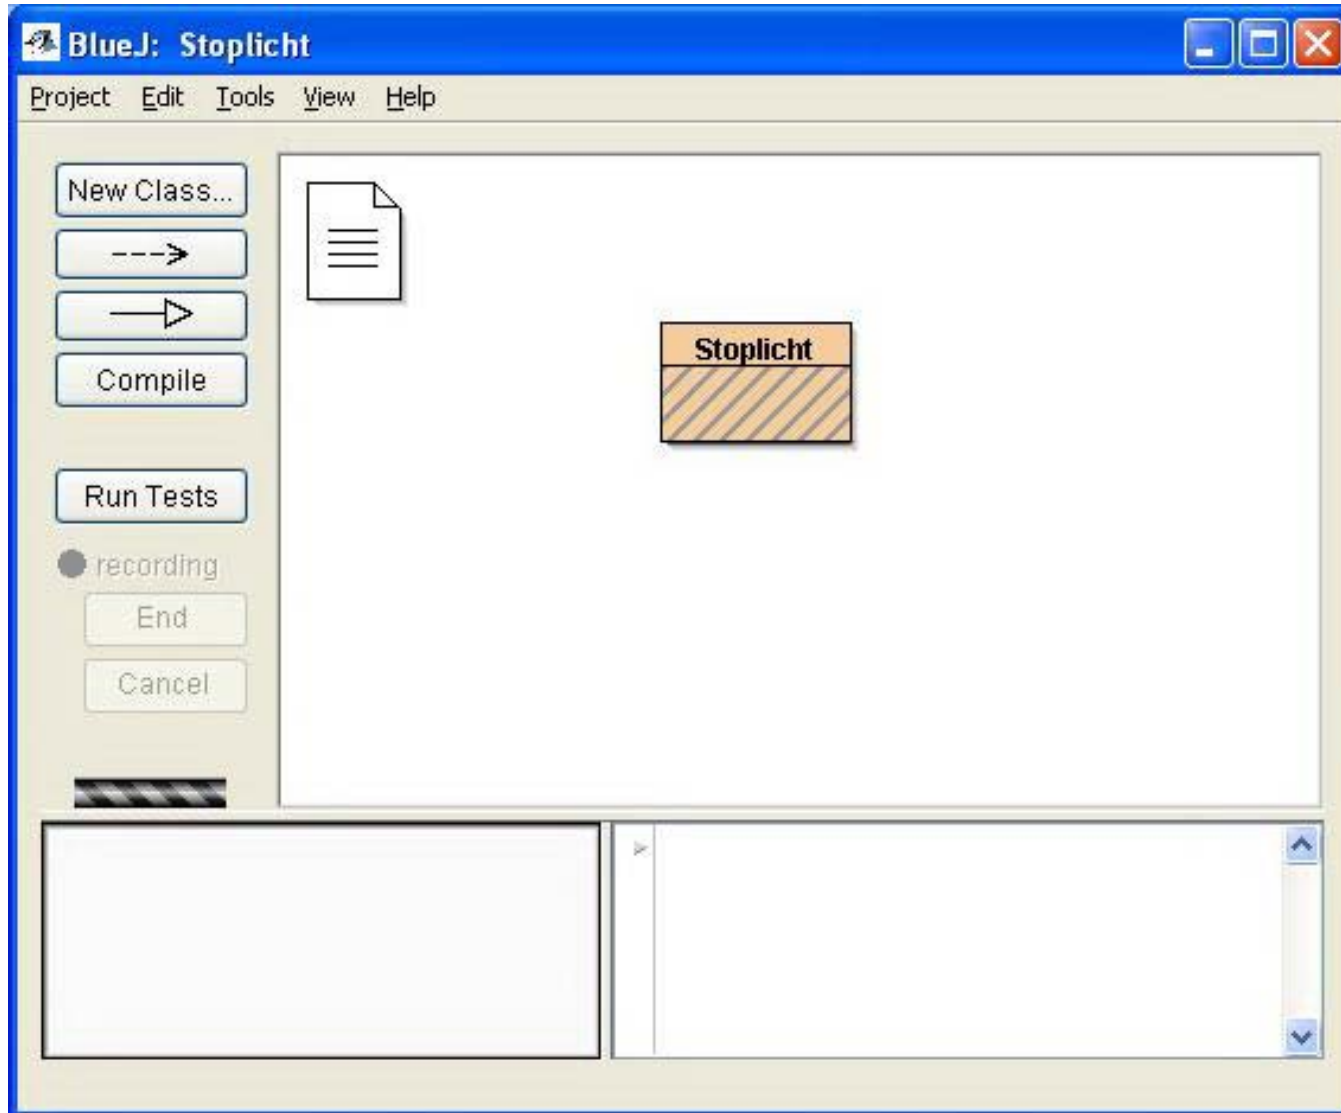 BlueJ: Stoplicht
Project Edit Tools View Help
New Class...
Compile
Run Tests
recording
End
Cancel
Stoplicht